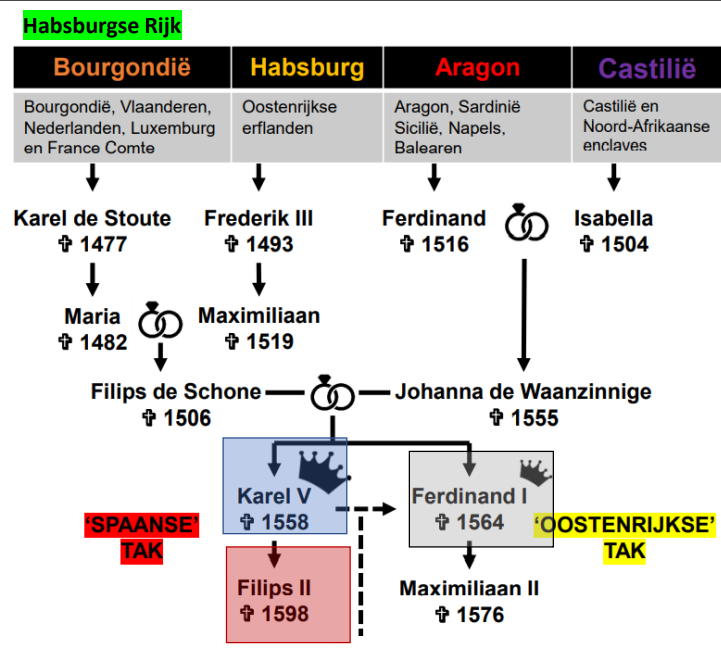 Habsburgse Rijk
Bourgondië Habsburg Aragon Castilië
Bourgondië, Vlaanderen,
Nederlanden, Luxemburg
en France Comte
Oostenrijkse
erflanden
Aragon, Sardinië
Sicilië, Napels,
Balearen
Castilië en
Noord-Afrikaanse
enclaves
Karel de Stoute
✞ 1477
Frederik III
✞ 1493
Ferdinand
✞ 1516
Isabella
✞ 1504
Maria
✞ 1482
Maximiliaan
✞ 1519
Filips de Schone
✞ 1506
Johanna de Waanzinnige
✞ 1555
Karel V
✞ 1558
Ferdinand I
✞ 1564
‘SPAANSE’
TAK
‘OOSTENRIJKSE’
TAK
Filips II
✞ 1598
Maximiliaan II
✞ 1576